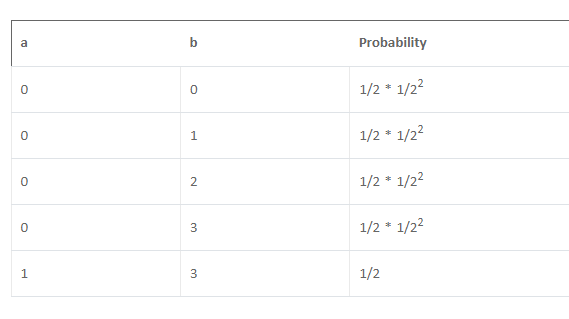 a b Probability
0 0 1/2 * 1/2²
0 1 1/2 * 1/2²
0 2 1/2 * 1/2²
0 3 1/2 * 1/2²
1 3 1/2